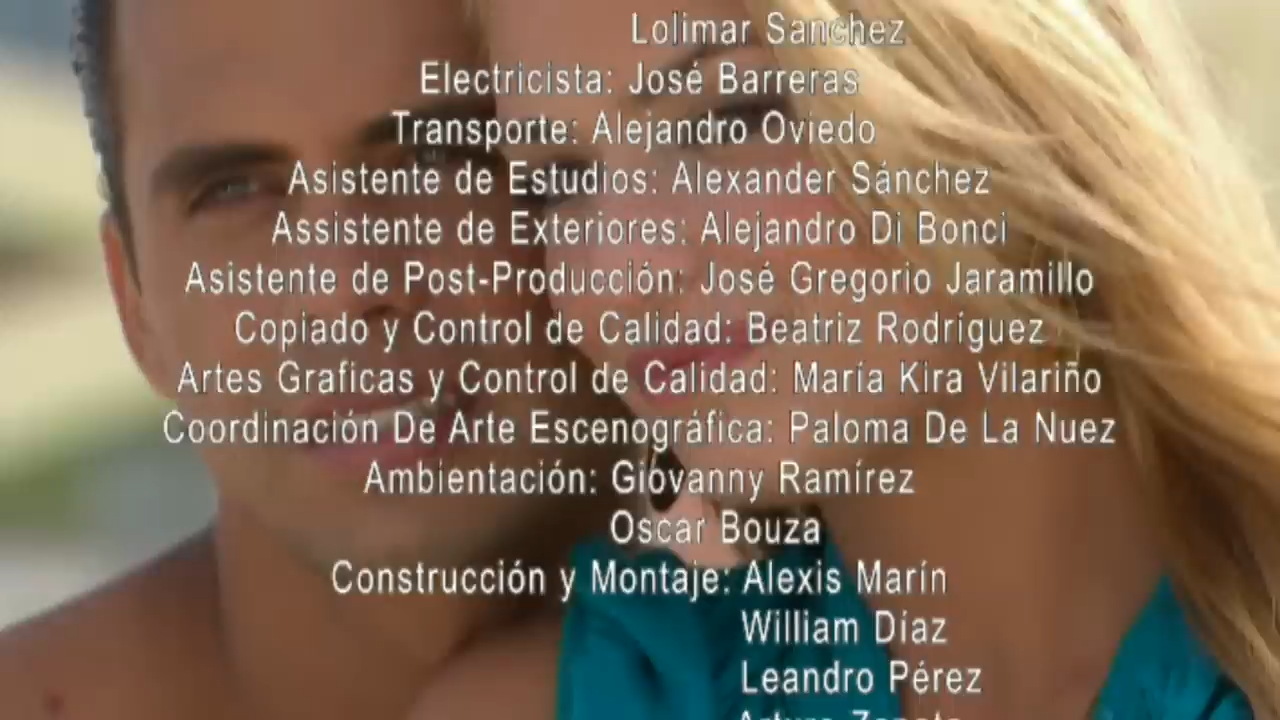 Lolimar Sanchez
Electricista: José Barreras
Transporte: Alejandro Oviedo
Asistente de Estudios: Alexander Sánchez
Assistente de Exteriores: Alejandro Di Bonci
Asistente de Post-Producción: José Gregorio Jaramillo
Copiado y Control de Calidad: Beatriz Rodríguez
Artes Graficas y Control de Calidad: María Kira Vilariño
Coordinación De Arte Escenográfica: Paloma De La Nuez
Ambientación: Giovanny Ramírez
Oscar Bouza
Construcción y Montaje: Alexis Marín
William Díaz
Leandro Pérez